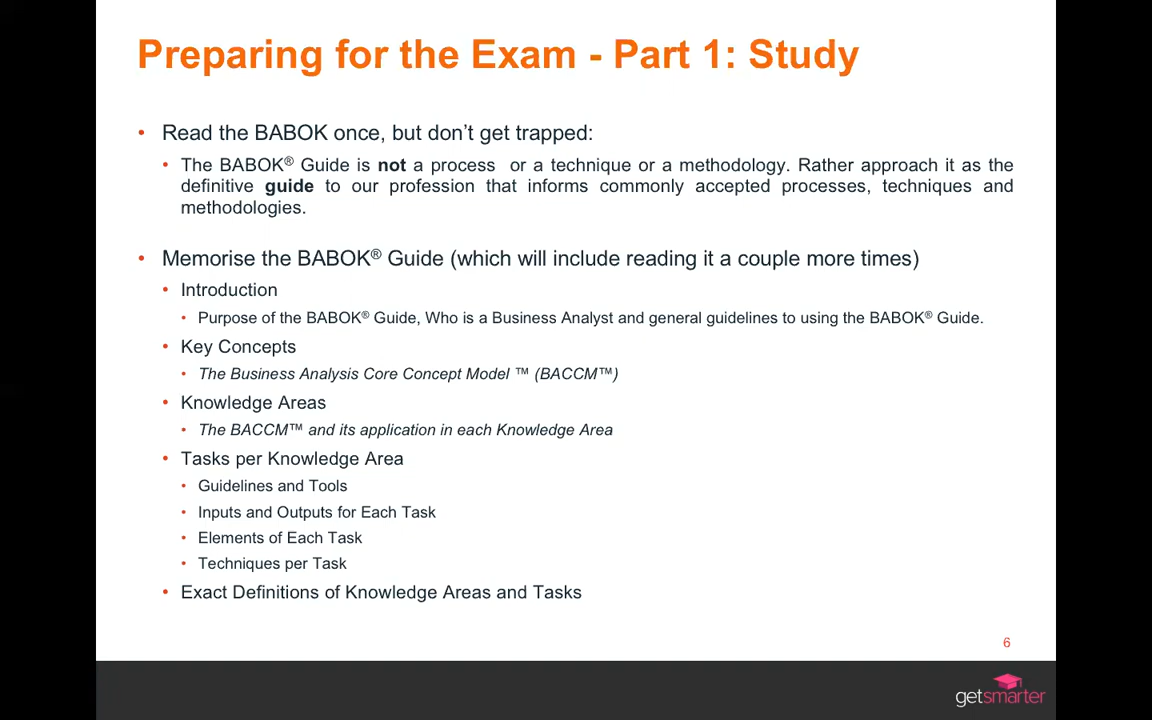 Preparing for the Exam - Part 1: Study
• Read the BABOK once, but don’t get trapped:
• The BABOK® Guide is not a process or a technique or a methodology. Rather approach it as the
definitive guide to our profession that informs commonly accepted processes, techniques and
methodologies.
• Memorise the BABOK® Guide (which will include reading it a couple more times)
• Introduction
• Purpose of the BABOK® Guide, Who is a Business Analyst and general guidelines to using the BABOK® Guide.
• Key Concepts
• The Business Analysis Core Concept Model ™ (BACCM™)
• Knowledge Areas
• The BACCM™ and its application in each Knowledge Area
• Tasks per Knowledge Area
• Guidelines and Tools
• Inputs and Outputs for Each Task
• Elements of Each Task
• Techniques per Task
• Exact Definitions of Knowledge Areas and Tasks
6
getsmarter